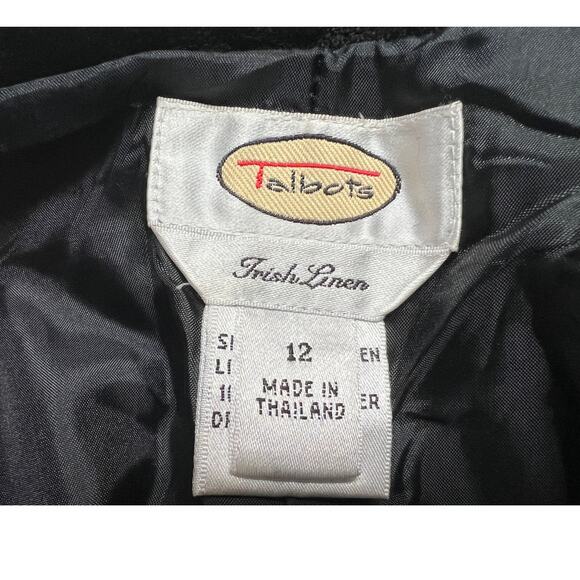 Talbots
Irish Linen
12
MADE IN
THAILAND